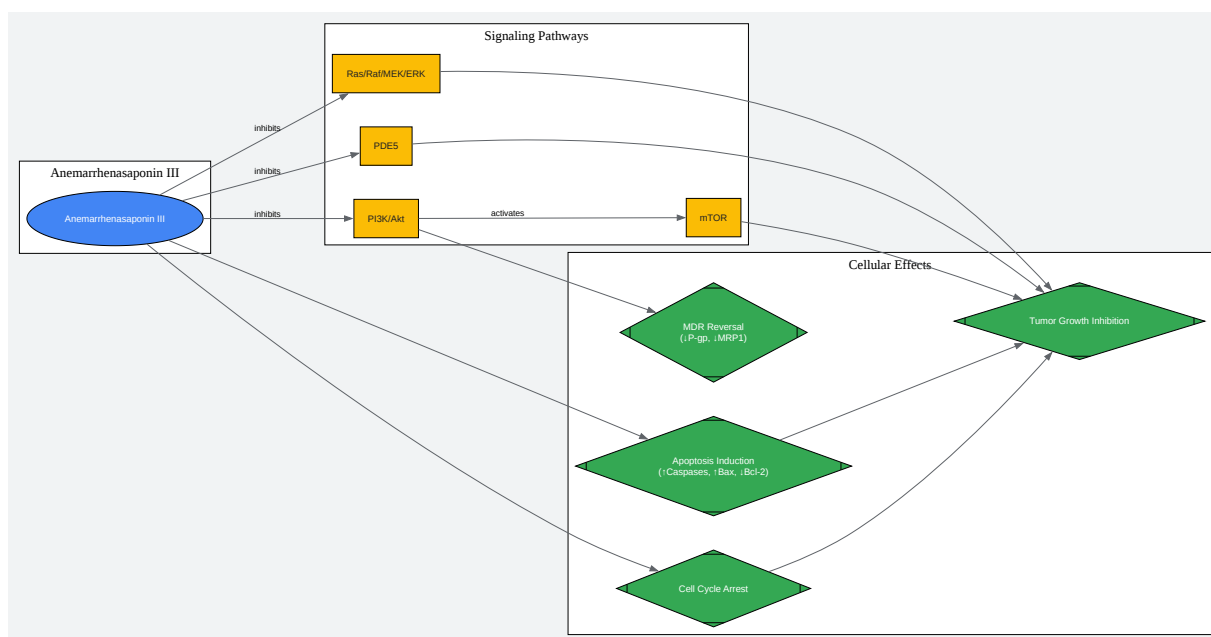 Signaling Pathways
Ras/Raf/MEK/ERK
inhibits
PDE5
Anemarrhenasaponin III
inhibits
Anemarrhenasaponin III
inhibits
PI3K/Akt
activates
mTOR
Cellular Effects
MDR Reversal
(↓P-gp, ↓MRP1)
Tumor Growth Inhibition
Apoptosis Induction
(↑Caspases, ↑Bax, ↓Bcl-2)
Cell Cycle Arrest